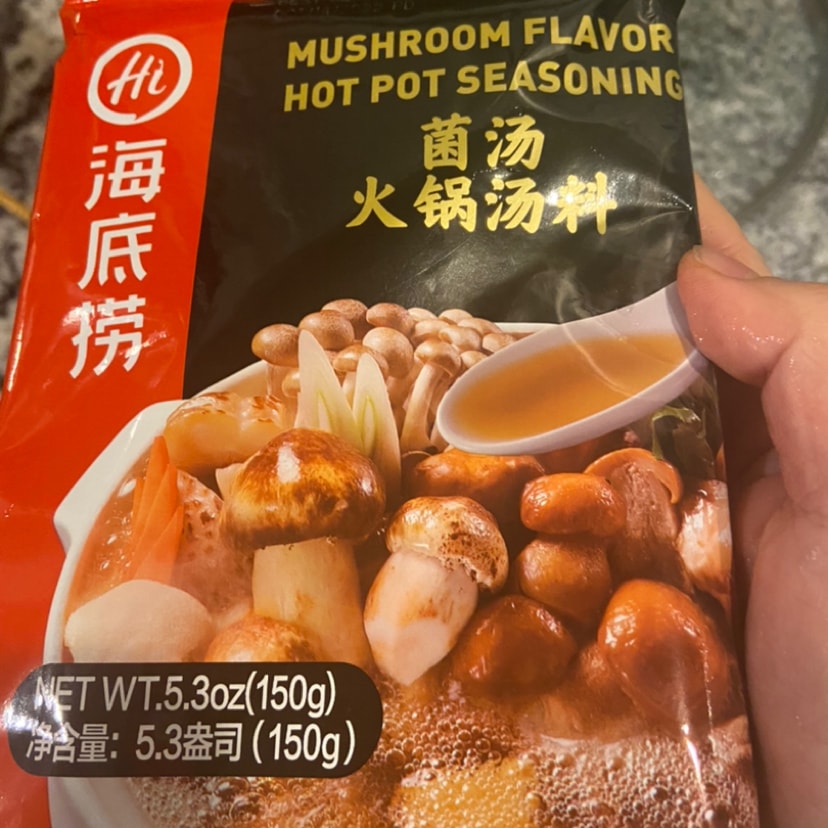 Hi
海底捞
MUSHROOM FLAVOR
HOT POT SEASONING
菌汤
火锅汤料
NET WT.5.3oz(150g)
净含量: 5.3盎司(150g)